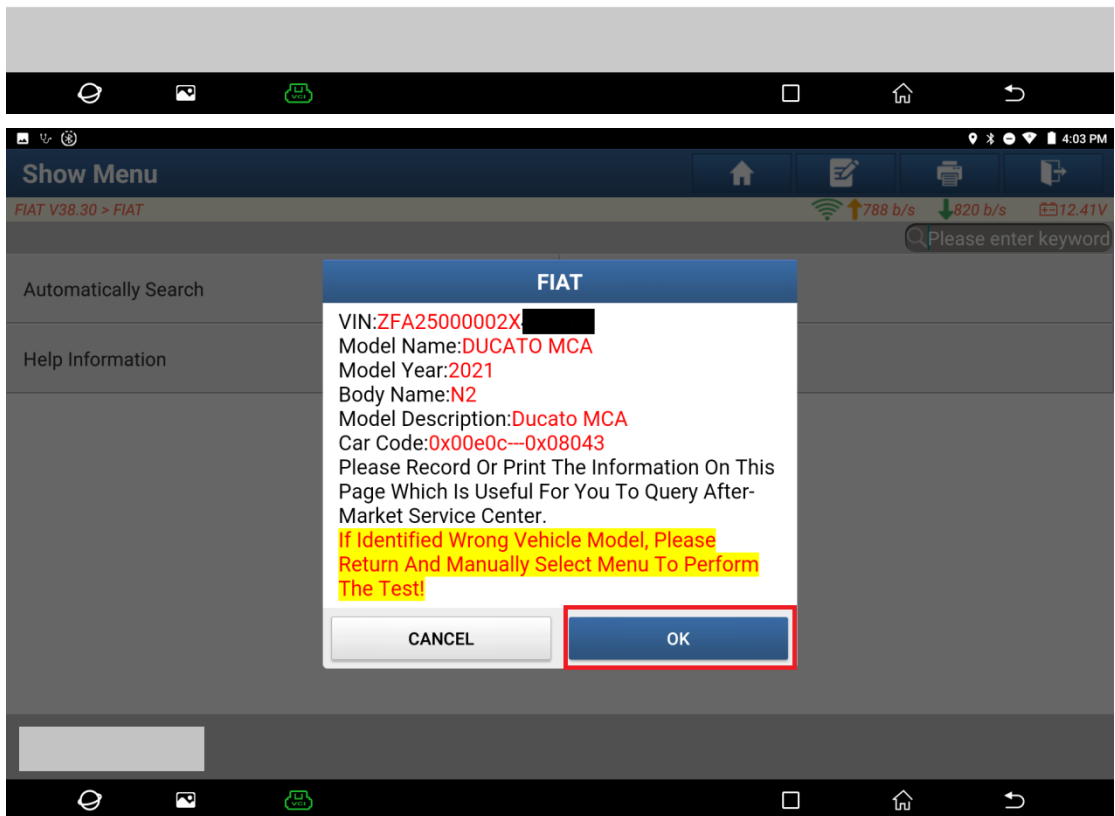 VCI
4:03 PM
Show Menu
FIAT V38.30 > FIAT
788 b/s 820 b/s 12.41V
Please enter keyword
Automatically Search
Help Information
FIAT
VIN:ZFA25000002X
Model Name:DUCATO MCA
Model Year:2021
Body Name:N2
Model Description:Ducato MCA
Car Code:0x00e0c---0x08043
Please Record Or Print The Information On This
Page Which Is Useful For You To Query After-
Market Service Center.
If Identified Wrong Vehicle Model, Please
Return And Manually Select Menu To Perform
The Test!
CANCEL OK
VCI